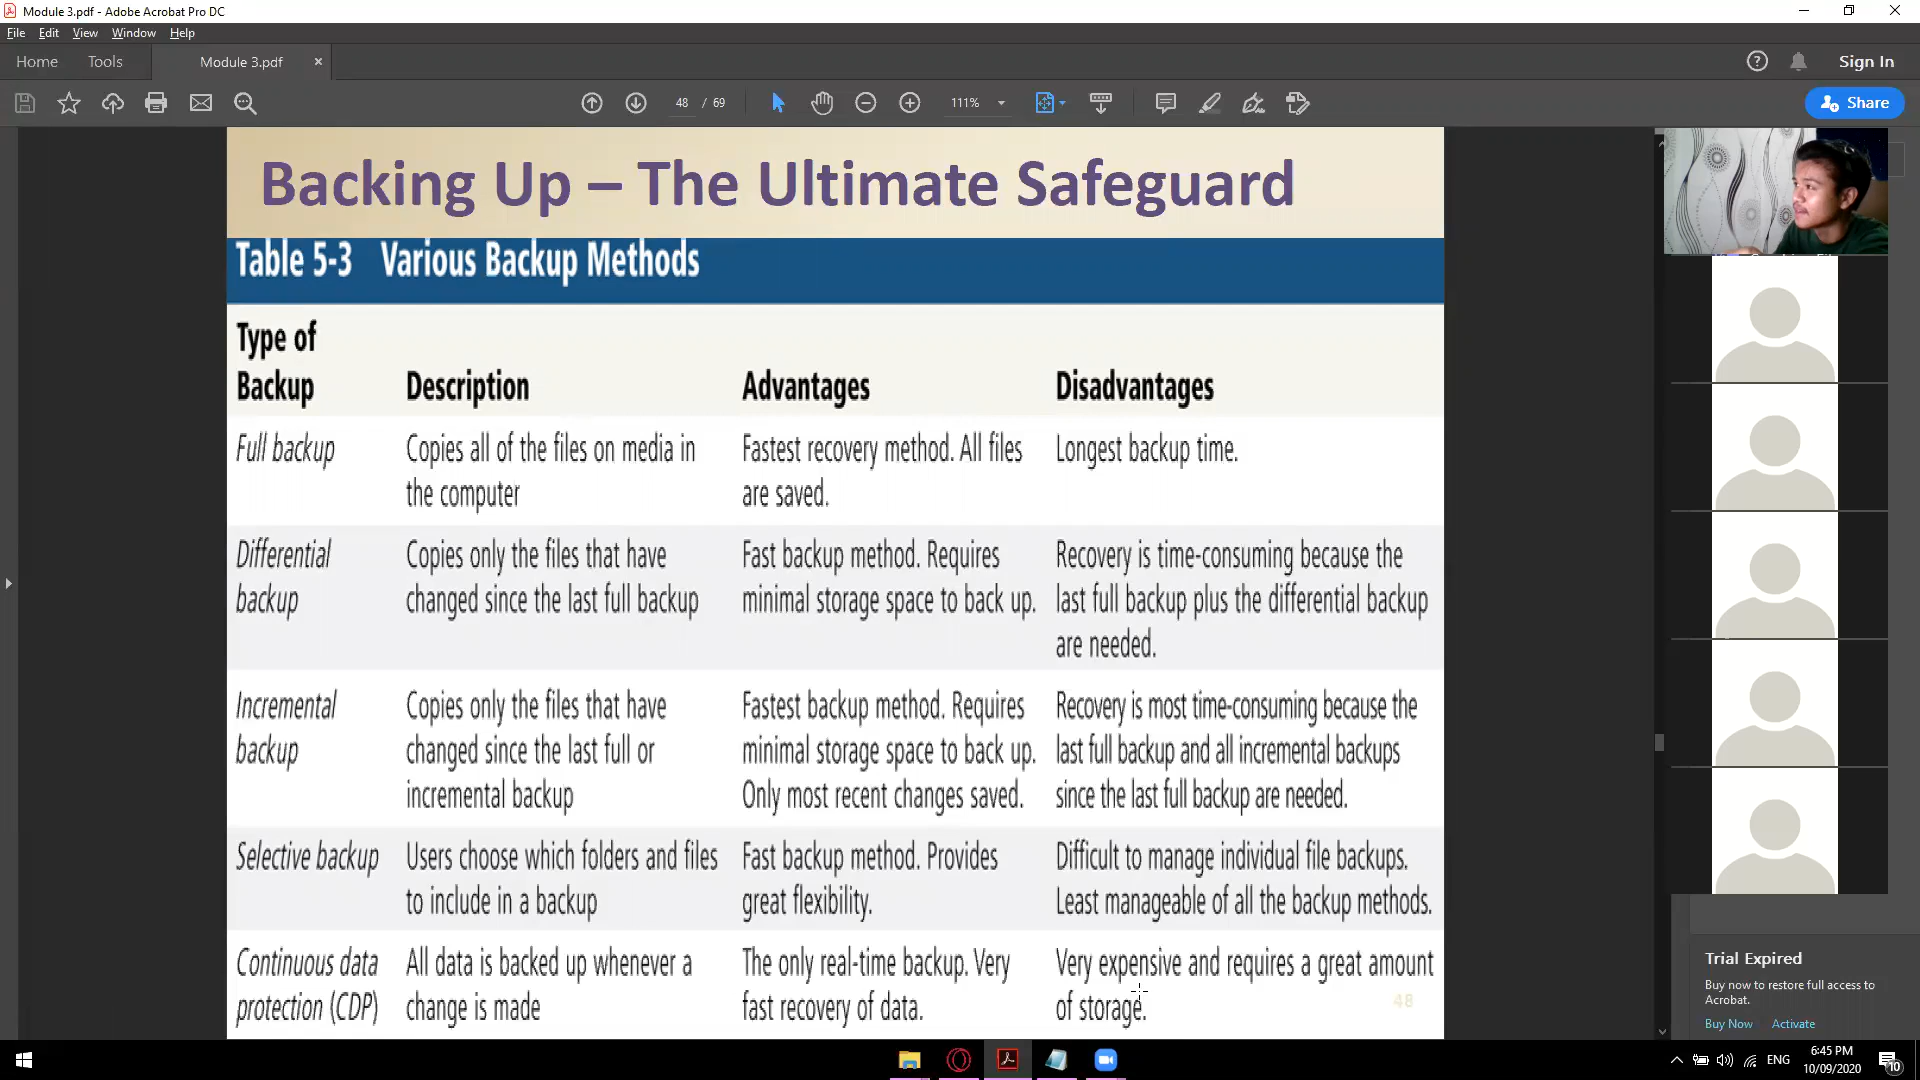 Module 3.pdf - Adobe Acrobat Pro DC
File Edit View Window Help
Home Tools Module 3.pdf × Sign In
48 / 69 111% Share
Backing Up – The Ultimate Safeguard
Table 5-3 Various Backup Methods
Type of
Backup Description Advantages Disadvantages
Full backup Copies all of the files on media in Fastest recovery method. All files Longest backup time.
the computer are saved.
Differential Copies only the files that have Fast backup method. Requires Recovery is time-consuming because the
backup changed since the last full backup minimal storage space to back up. last full backup plus the differential backup
are needed.
Incremental Copies only the files that have Fastest backup method. Requires Recovery is most time-consuming because the
backup changed since the last full or minimal storage space to back up. last full backup and all incremental backups
incremental backup Only most recent changes saved. since the last full backup are needed.
Selective backup Users choose which folders and files Fast backup method. Provides Difficult to manage individual file backups.
to include in a backup great flexibility. Least manageable of all the backup methods.
Continuous data All data is backed up whenever a The only real-time backup. Very Very expensive and requires a great amount
protection (CDP) change is made fast recovery of data. of storage.
48
Trial Expired
Buy now to restore full access to
Acrobat.
Buy Now Activate
ENG 6:45 PM
10/09/2020 10